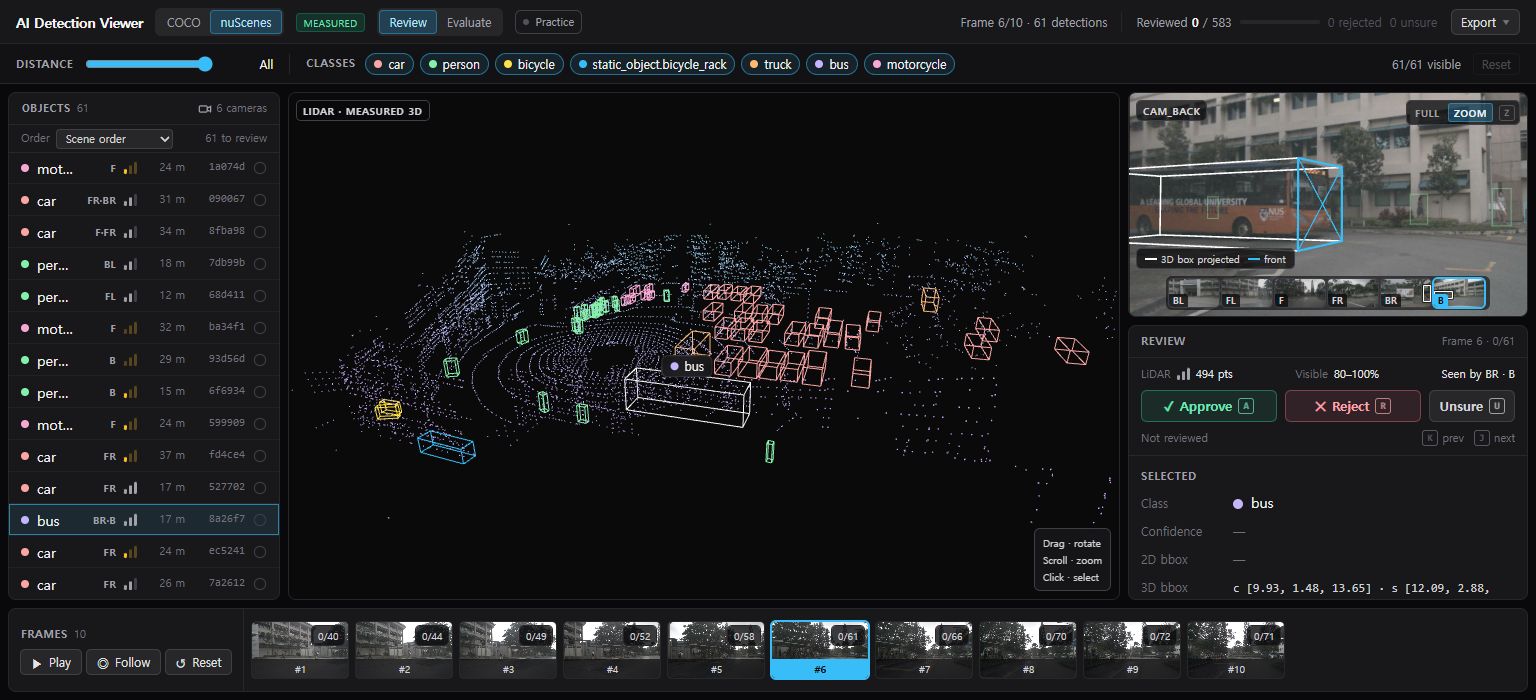 AI Detection Viewer COCO nuScenes MEASURED Review Evaluate Practice Frame 6/10 · 61 detections Reviewed 0 / 583 0 rejected 0 unsure Export
DISTANCE All CLASSES car person bicycle static_object.bicycle_rack truck bus motorcycle 61/61 visible Reset
OBJECTS 61 6 cameras
Order Scene order 61 to review
mot... F 24 m 1a074d
car FR·BR 31 m 090067
car F·FR 34 m 8fba98
per... BL 18 m 7db99b
per... FL 12 m 68d411
mot... F 32 m ba34f1
per... B 29 m 93d56d
per... B 15 m 6f6934
mot... F 24 m 599909
car FR 37 m fd4ce4
car FR 17 m 527702
bus BR·B 17 m 8a26f7
car FR 24 m ec5241
car FR 26 m 7a2612
LIDAR · MEASURED 3D
bus
Drag · rotate
Scroll · zoom
Click · select
CAM_BACK FULL ZOOM Z
A LEADING GLOBAL UNIVERSITY
NUS
3D box projected front
BL FL F FR BR B
REVIEW Frame 6 · 0/61
LiDAR 494 pts Visible 80–100% Seen by BR · B
Approve A Reject R Unsure U
Not reviewed K prev J next
SELECTED
Class bus
Confidence —
2D bbox —
3D bbox c [9.93, 1.48, 13.65] · s [12.09, 2.88,
FRAMES 10
Play Follow Reset
0/40 0/44 0/49 0/52 0/58 0/61 0/66 0/70 0/72 0/71
#1 #2 #3 #4 #5 #6 #7 #8 #9 #10